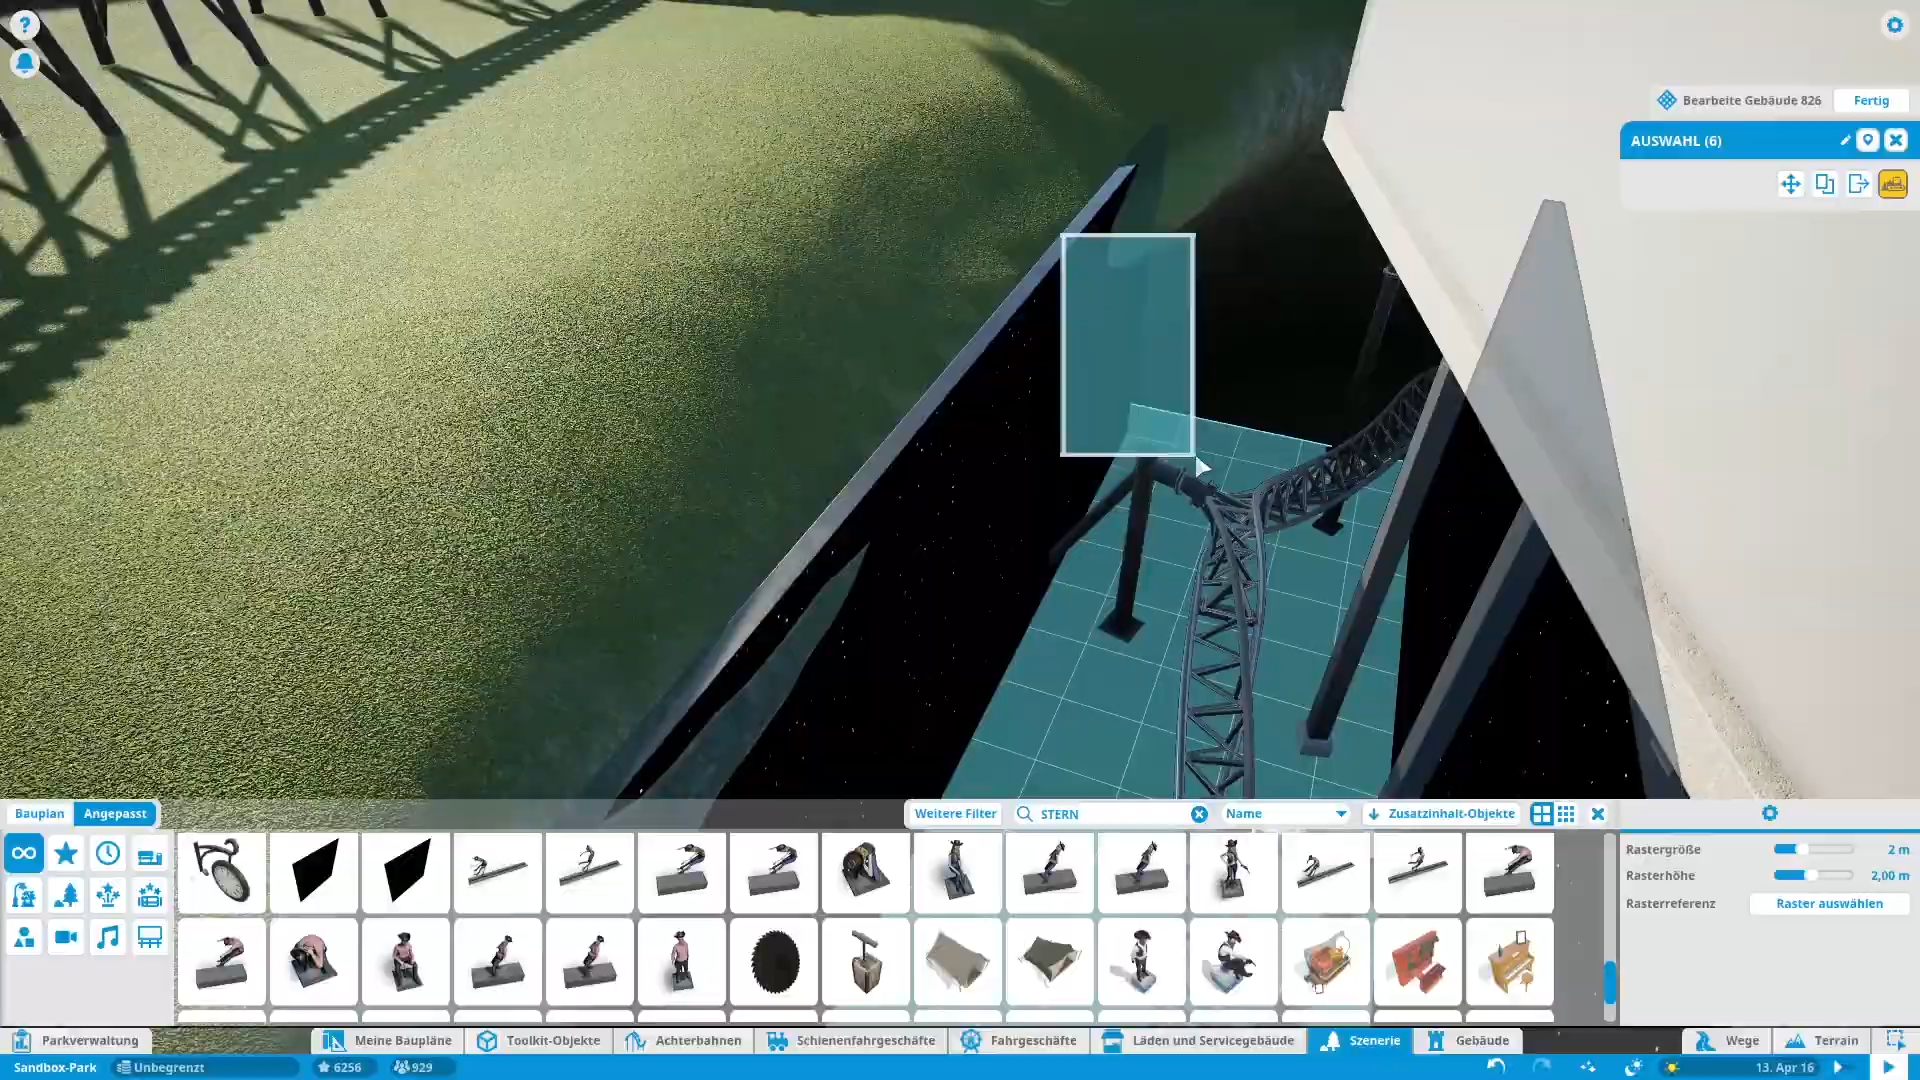 ?
Bearbeite Gebäude 826
Fertig
AUSWAHL (6)
Bauplan
Angepasst
Weitere Filter
STERN
Name
Zusatzinhalt-Objekte
Rastergröße
2 m
Rasterhöhe
2,00 m
Rasterreferenz
Raster auswählen
Parkverwaltung
Meine Baupläne
Toolkit-Objekte
Achterbahnen
Schienenfahrgeschäfte
Fahrgeschäfte
Läden und Servicegebäude
Szenerie
Gebäude
Wege
Terrain
Sandbox-Park
Unbegrenzt
6256
929
13. Apr 16